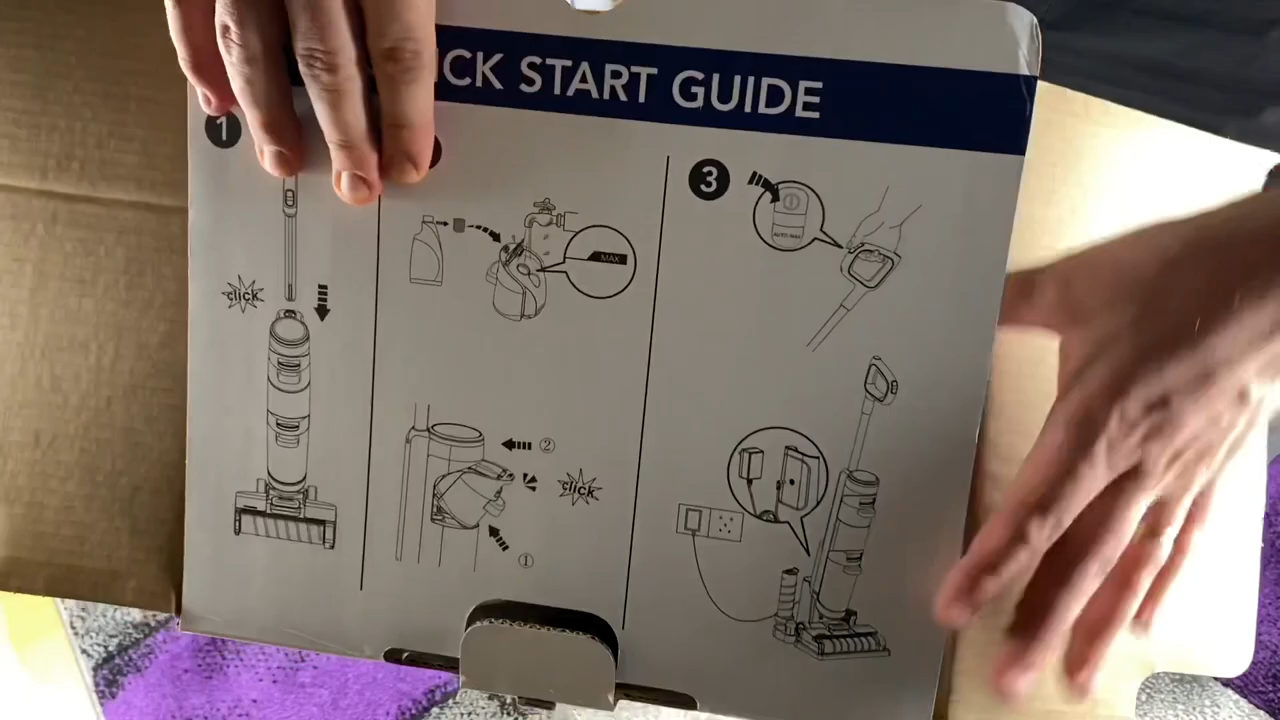 ICK START GUIDE
1
3
AUTO/MAX
MAX
click
②
click
①